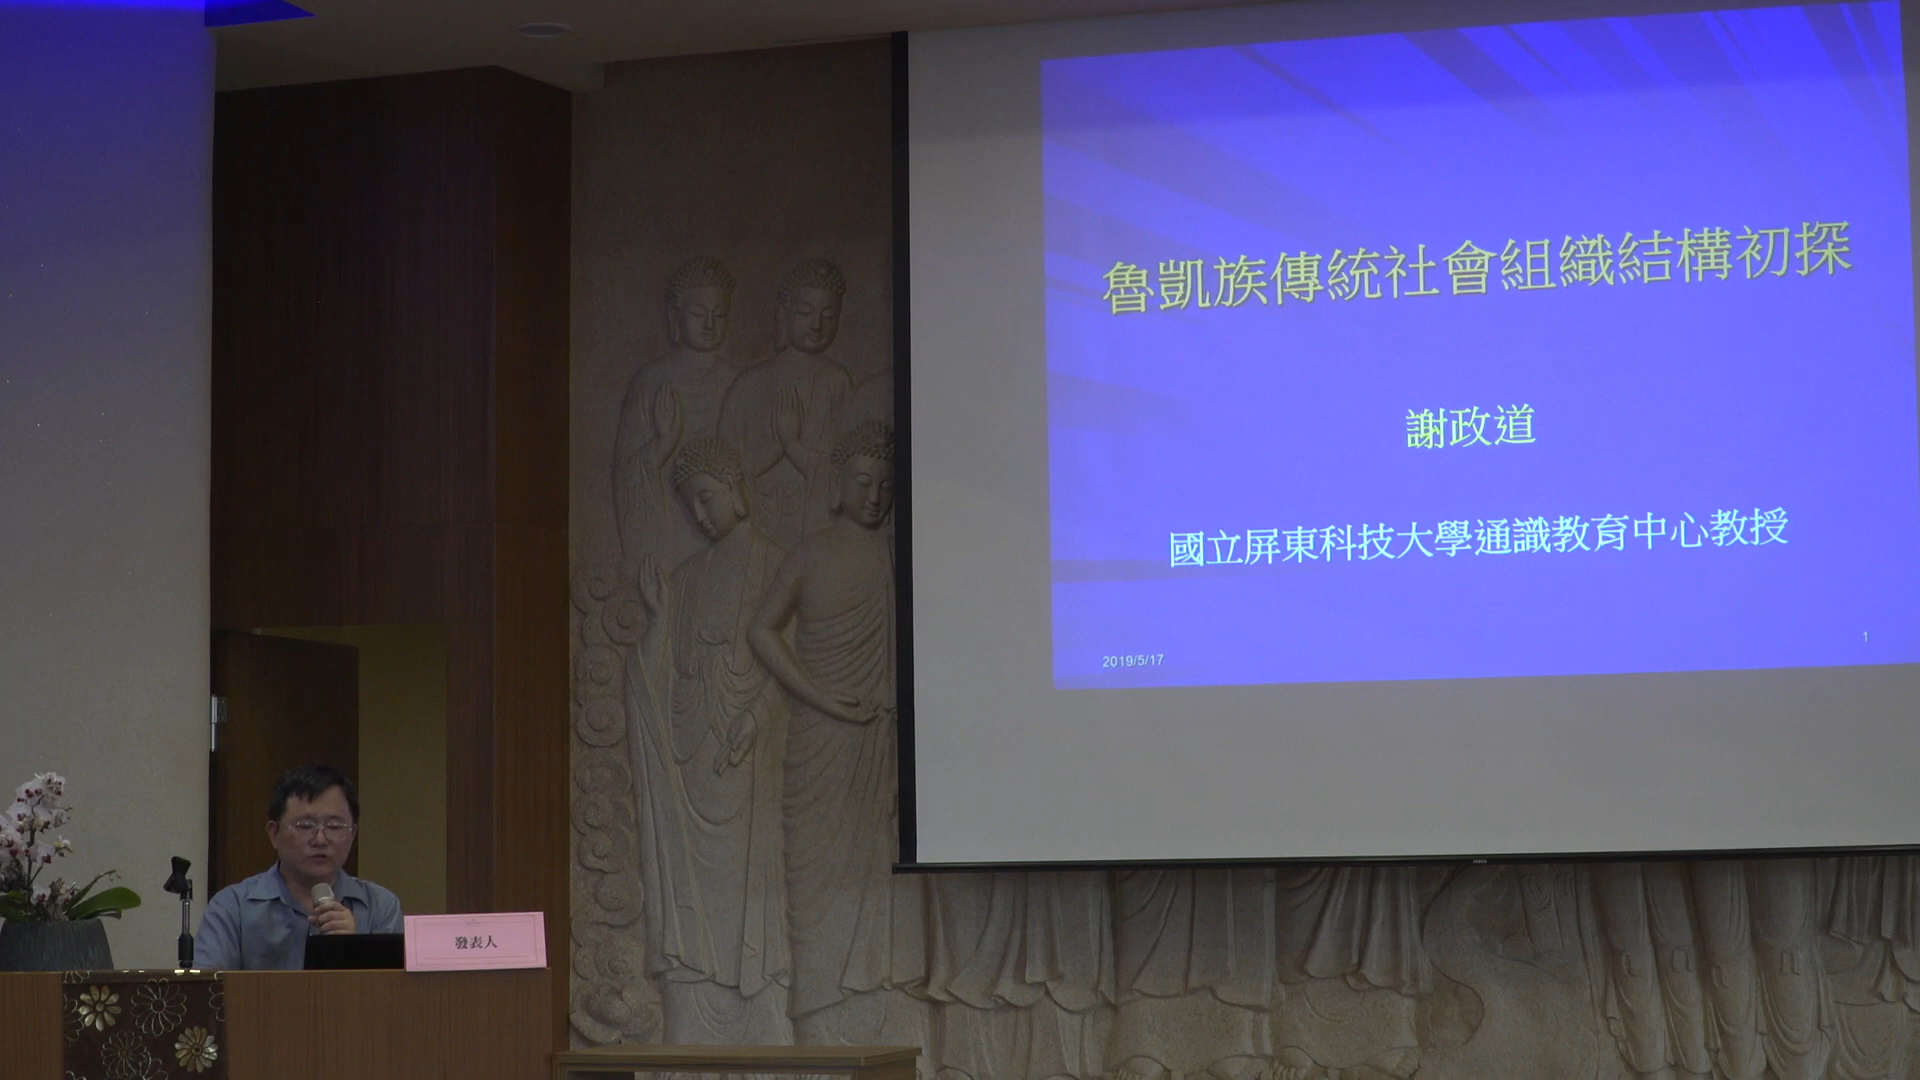 魯凱族傳統社會組織結構初探
謝政道
國立屏東科技大學通識教育中心教授
2019/5/17
1
發表人